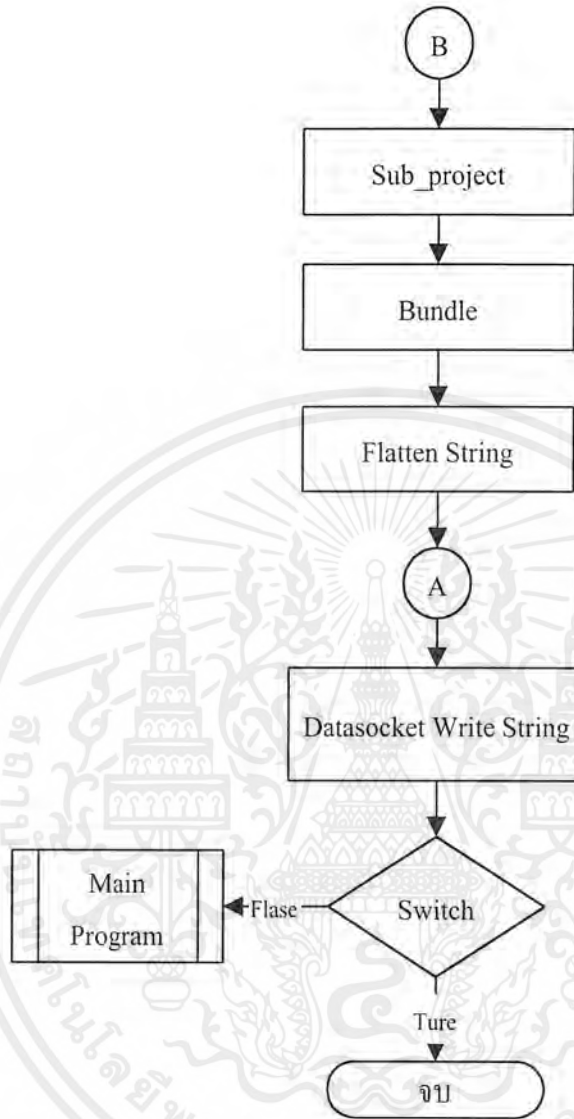 B
Sub_project
Bundle
Flatten String
A
Datasocket Write String
Main
Program
Flase
Switch
Ture
จบ